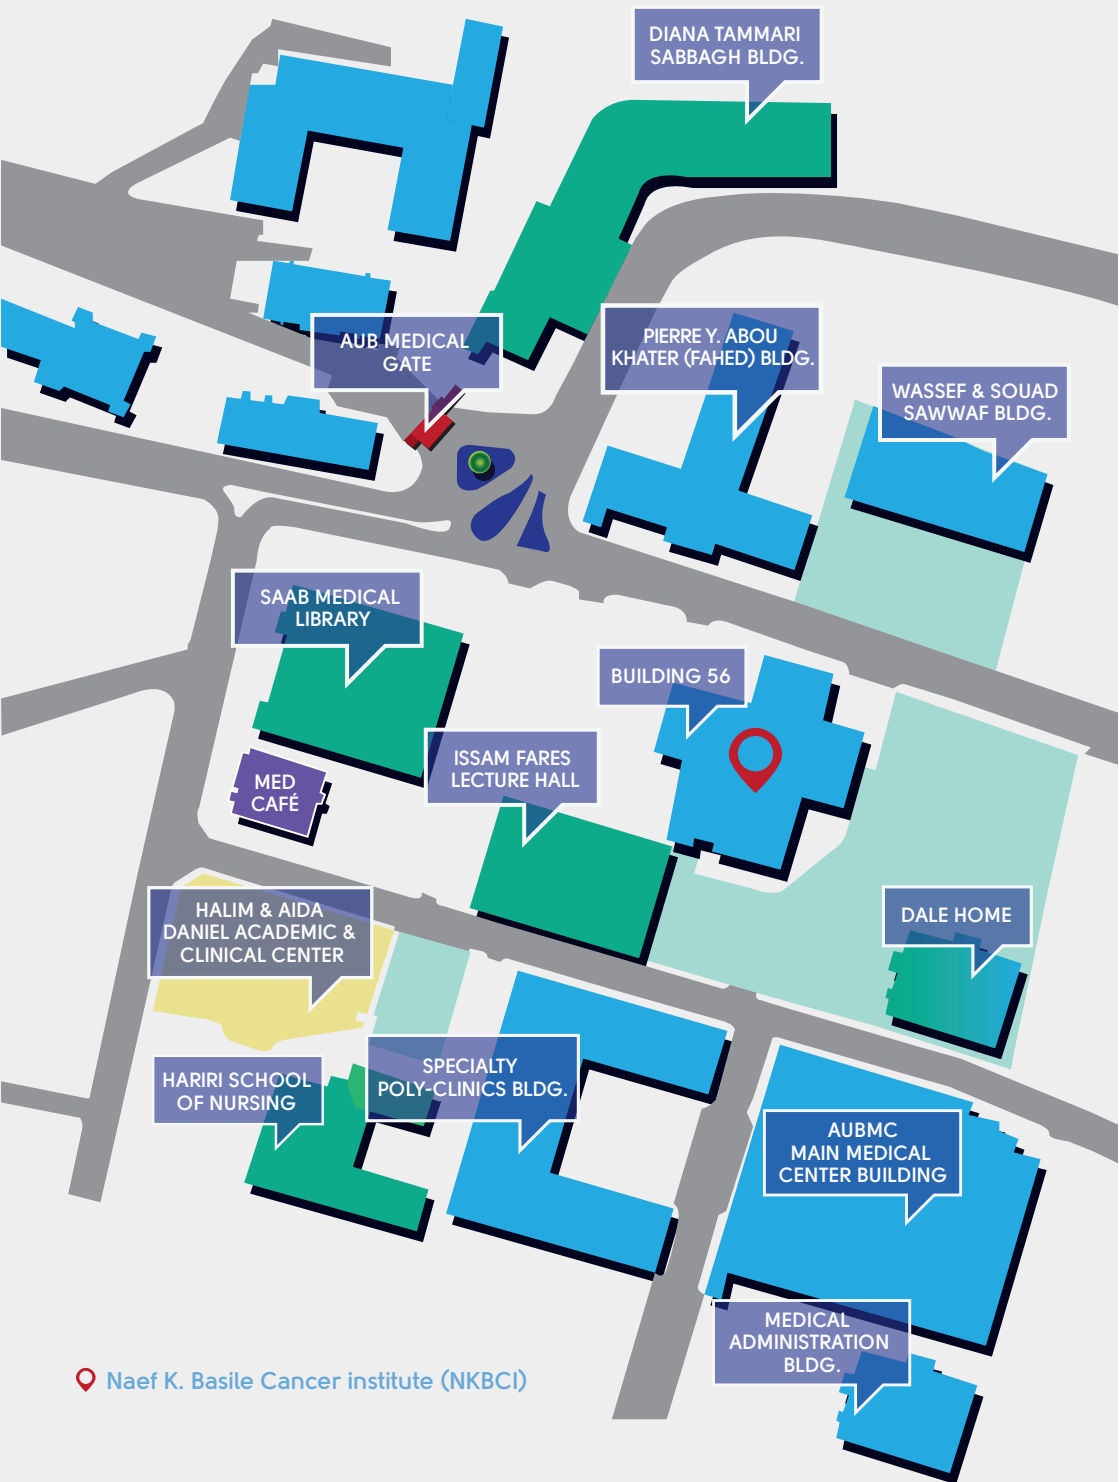 DIANA TAMMARI
SABBAGH BLDG.
AUB MEDICAL
GATE
PIERRE Y. ABOU
KHATER (FAHED) BLDG.
WASSEF & SOUAD
SAWWAF BLDG.
SAAB MEDICAL
LIBRARY
BUILDING 56
ISSAM FARES
LECTURE HALL
MED
CAFÉ
HALIM & AIDA
DANIEL ACADEMIC &
CLINICAL CENTER
DALE HOME
HARIRI SCHOOL
OF NURSING
SPECIALTY
POLY-CLINICS BLDG.
AUBMC
MAIN MEDICAL
CENTER BUILDING
MEDICAL
ADMINISTRATION
BLDG.
Naef K. Basile Cancer institute (NKBCI)